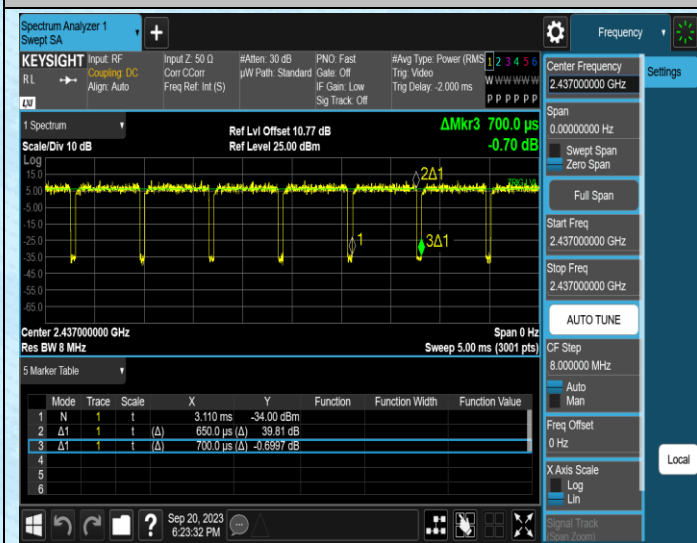 Spectrum Analyzer 1
Swept SA
+
Frequency
KEYSIGHT
RL
LXI
Input: RF
Coupling: DC
Align: Auto
Input Z: 50 Ω
Corr CCorr
Freq Ref: Int (S)
#Atten: 30 dB
µW Path: Standard
PNO: Fast
Gate: Off
IF Gain: Low
Sig Track: Off
#Avg Type: Power (RMS
Trig: Video
Trig Delay: -2.000 ms
1 2 3 4 5 6
W W W W W W
P P P P P P
1 Spectrum
Scale/Div 10 dB
Ref Lvl Offset 10.77 dB
Ref Level 25.00 dBm
ΔMkr3 700.0 µs
-0.70 dB
Log
15.0
5.00
-5.00
-15.0
-25.0
-35.0
-45.0
-55.0
-65.0
2Δ1
TRIG LVL
1
3Δ1
Center 2.437000000 GHz
Res BW 8 MHz
Span 0 Hz
Sweep 5.00 ms (3001 pts)
5 Marker Table
Mode Trace Scale X Y Function Function Width Function Value
1 N 1 t 3.110 ms -34.00 dBm
2 Δ1 1 t (Δ) 650.0 µs (Δ) 39.81 dB
3 Δ1 1 t (Δ) 700.0 µs (Δ) -0.6997 dB
4
5
6
?
Sep 20, 2023
6:23:32 PM
Center Frequency
2.437000000 GHz
Span
0.00000000 Hz
Swept Span
Zero Span
Full Span
Start Freq
2.437000000 GHz
Stop Freq
2.437000000 GHz
AUTO TUNE
CF Step
8.000000 MHz
Auto
Man
Freq Offset
0 Hz
X Axis Scale
Log
Lin
Signal Track
(Span Zoom)
Settings
Local